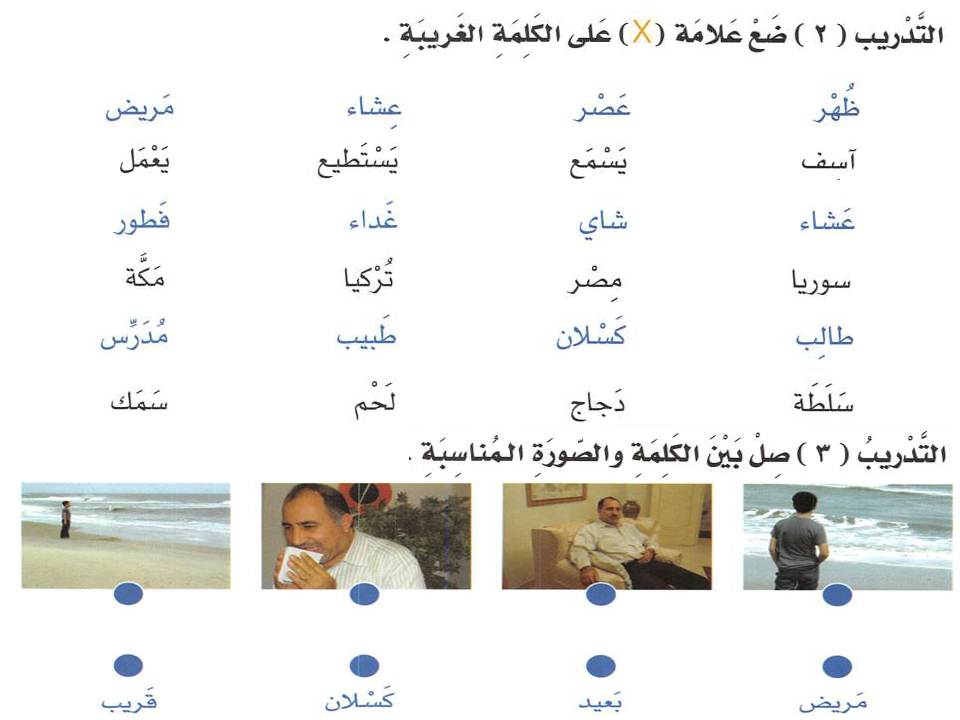 التَّدْريب ( ٢ ) ضَعْ عَلامَة (X) عَلى الكَلِمَةِ الغَريبَةِ .
ظُهْر عَصْر عِشاء مَريض
آسِف يَسْمَع يَسْتَطيع يَعْمَل
عَشاء شاي غَداء فَطور
سوريا مِصْر تُرْكيا مَكَّة
طالِب كَسْلان طَبيب مُدَرِّس
سَلَطَة دَجاج لَحْم سَمَك
التَّدْريبُ ( ٣ ) صِلْ بَيْنَ الكَلِمَةِ والصّورَةِ المُناسِبَةِ .
مَريض بَعيد كَسْلان قَريب